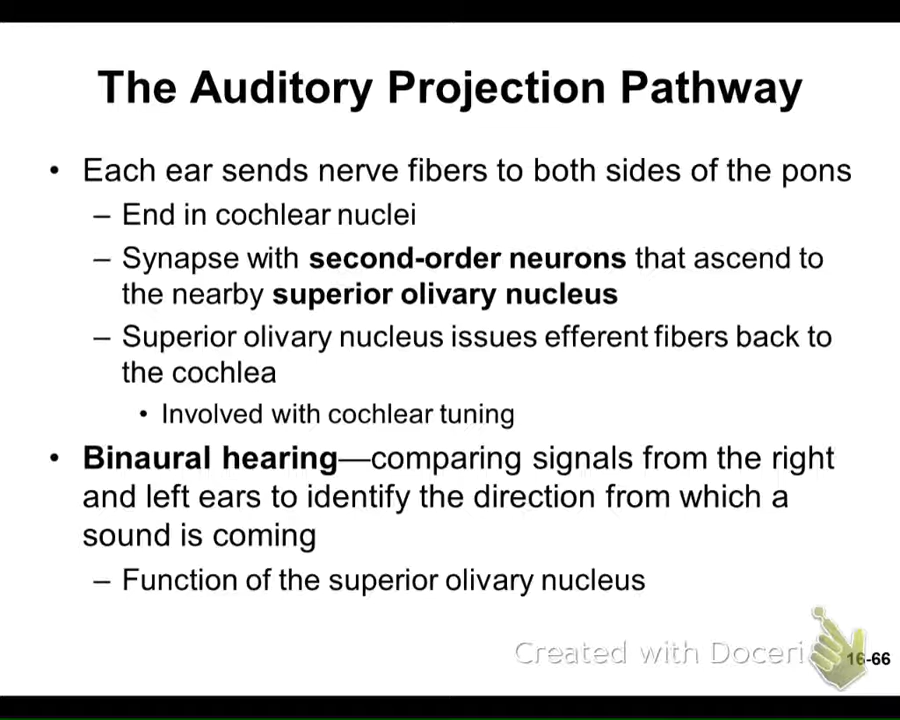 The Auditory Projection Pathway
• Each ear sends nerve fibers to both sides of the pons
– End in cochlear nuclei
– Synapse with second-order neurons that ascend to
the nearby superior olivary nucleus
– Superior olivary nucleus issues efferent fibers back to
the cochlea
• Involved with cochlear tuning
• Binaural hearing—comparing signals from the right
and left ears to identify the direction from which a
sound is coming
– Function of the superior olivary nucleus
Created with Doceri
16-66